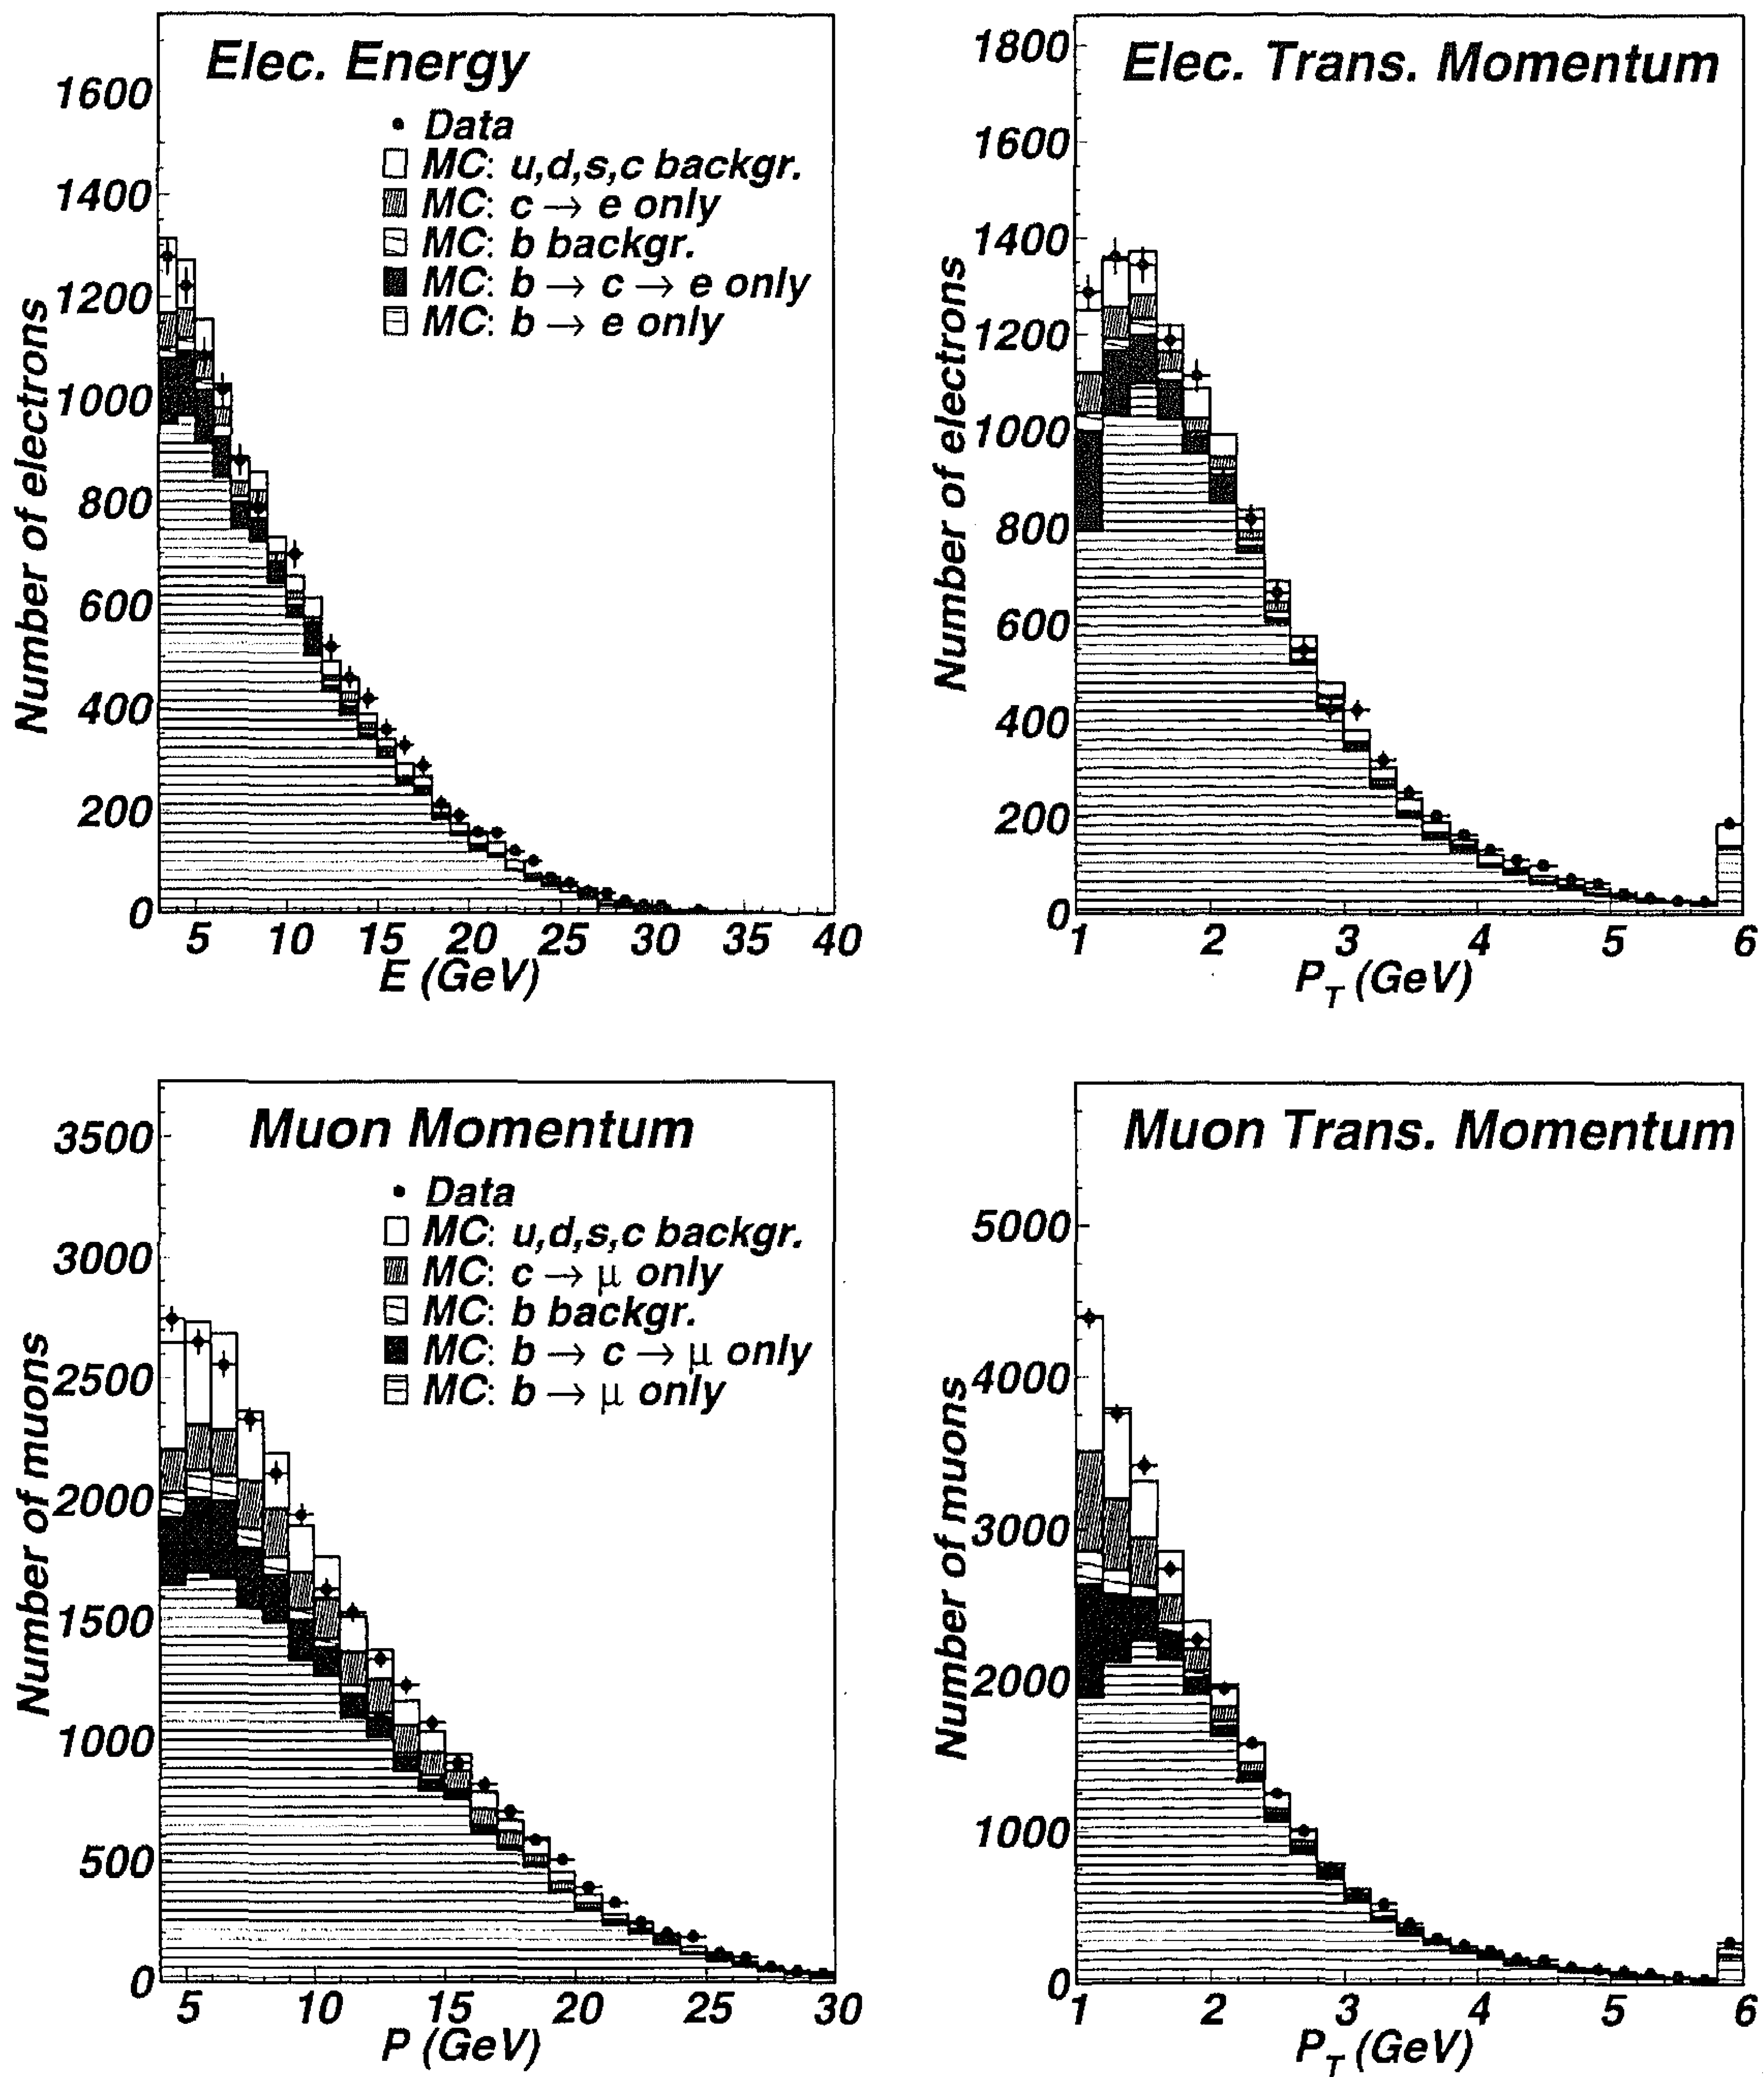 Elec. Energy
Data
MC: u,d,s,c backgr.
MC: c → e only
MC: b backgr.
MC: b → c → e only
MC: b → e only
Number of electrons
1600
1400
1200
1000
800
600
400
200
0
5 10 15 20 25 30 35 40
E (GeV)
Elec. Trans. Momentum
Number of electrons
1800
1600
1400
1200
1000
800
600
400
200
0
1 2 3 4 5 6
P_T (GeV)
Muon Momentum
Data
MC: u,d,s,c backgr.
MC: c → μ only
MC: b backgr.
MC: b → c → μ only
MC: b → μ only
Number of muons
3500
3000
2500
2000
1500
1000
500
0
5 10 15 20 25 30
P (GeV)
Muon Trans. Momentum
Number of muons
5000
4000
3000
2000
1000
0
1 2 3 4 5 6
P_T (GeV)